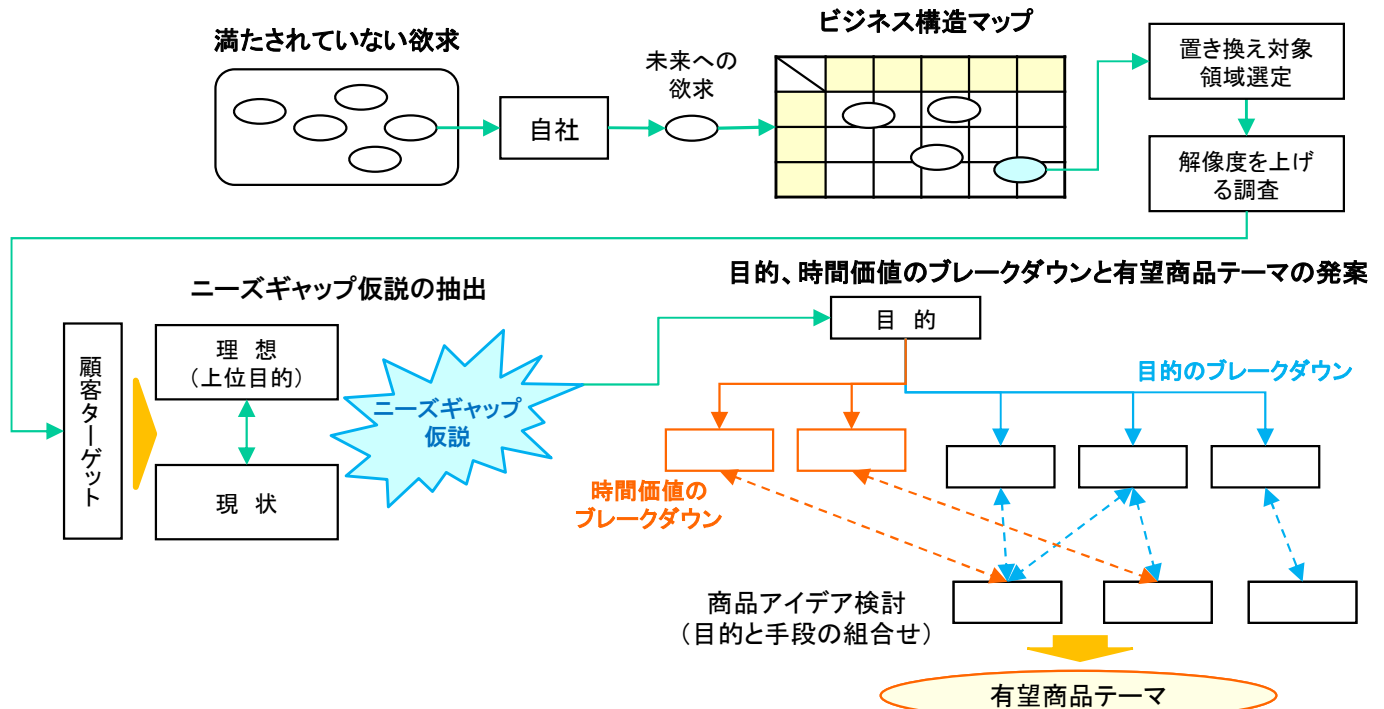 満たされていない欲求
自社
未来への
欲求
ビジネス構造マップ
置き換え対象
領域選定
解像度を上げ
る調査
ニーズギャップ仮説の抽出
顧客ターゲット
理　想
（上位目的）
現　状
ニーズギャップ
仮説
目的、時間価値のブレークダウンと有望商品テーマの発案
目　的
目的のブレークダウン
時間価値の
ブレークダウン
商品アイデア検討
（目的と手段の組合せ）
有望商品テーマ